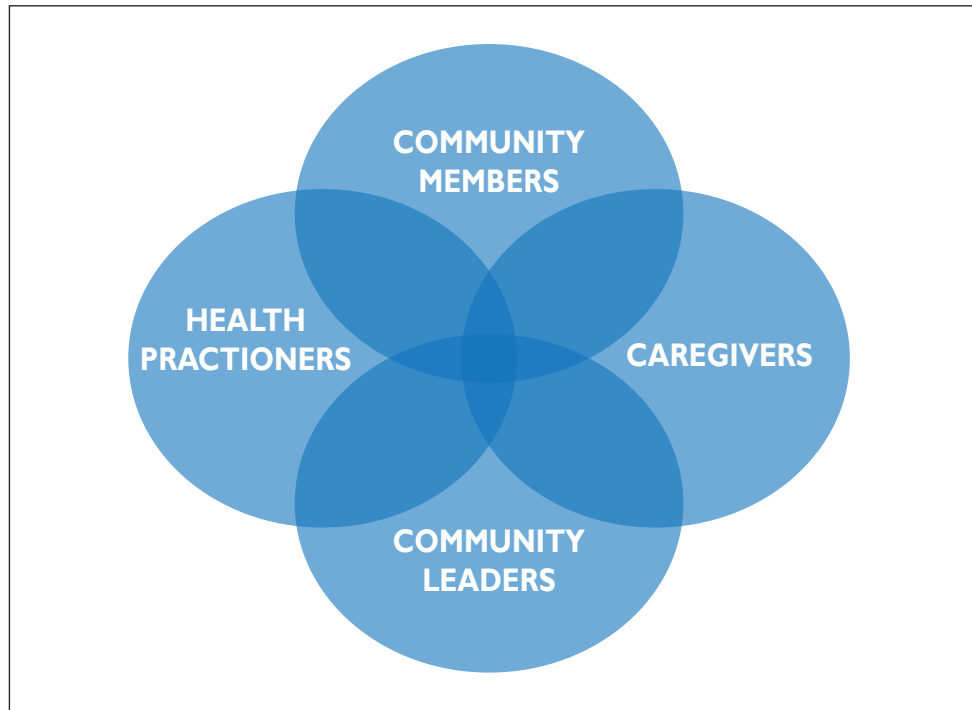 COMMUNITY
MEMBERS
HEALTH
PRACTIONERS
CAREGIVERS
COMMUNITY
LEADERS